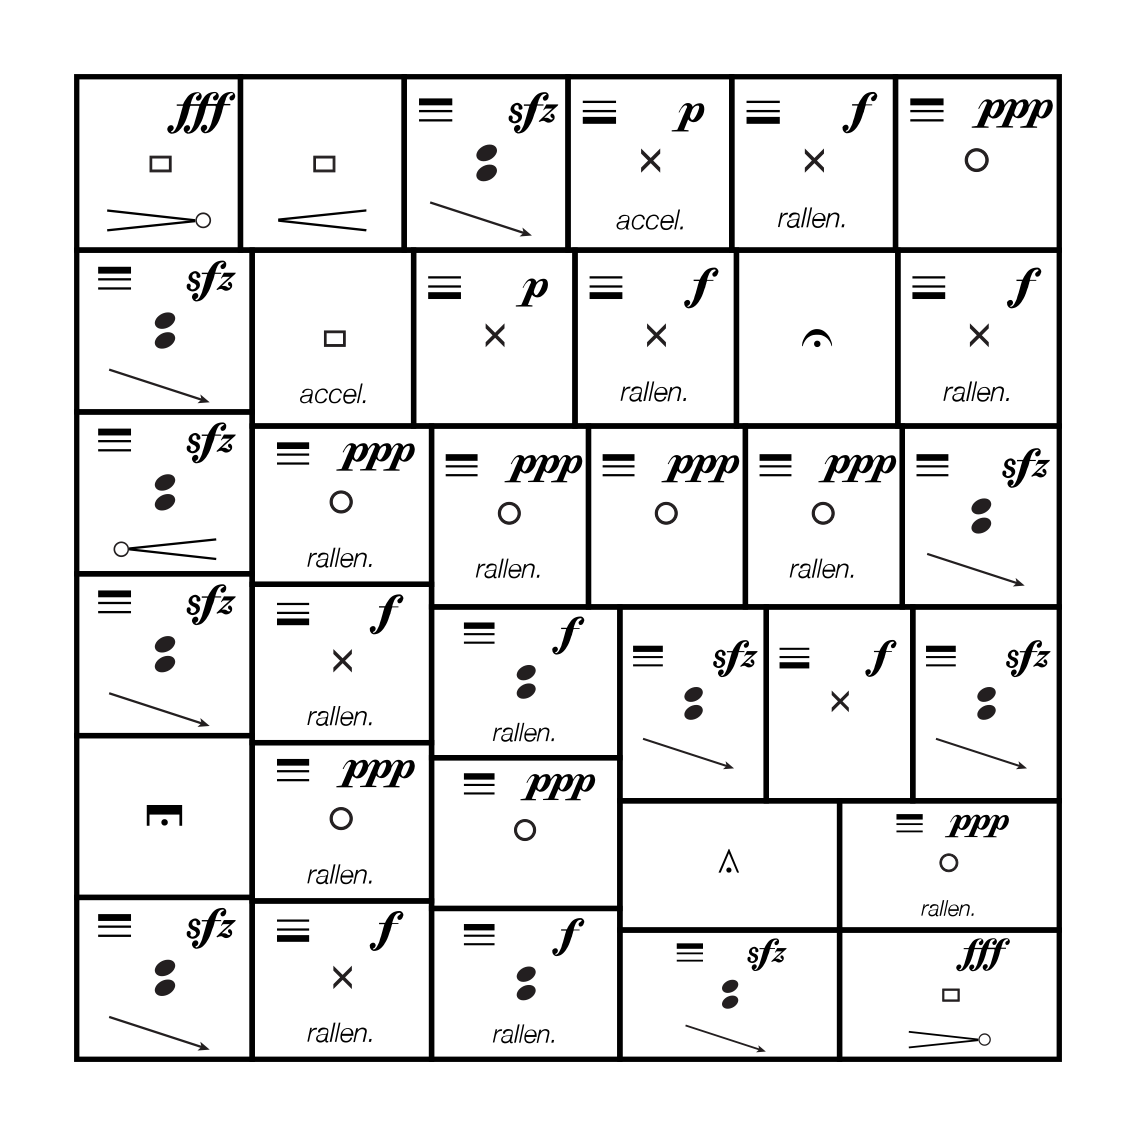 fff sfz p f ppp
accel. rallen.
sfz p f f
accel. rallen. rallen.
sfz ppp ppp ppp ppp sfz
rallen. rallen. rallen.
sfz f f sfz f sfz
rallen. rallen.
ppp ppp ppp
rallen. rallen.
sfz f f sfz fff
rallen. rallen.